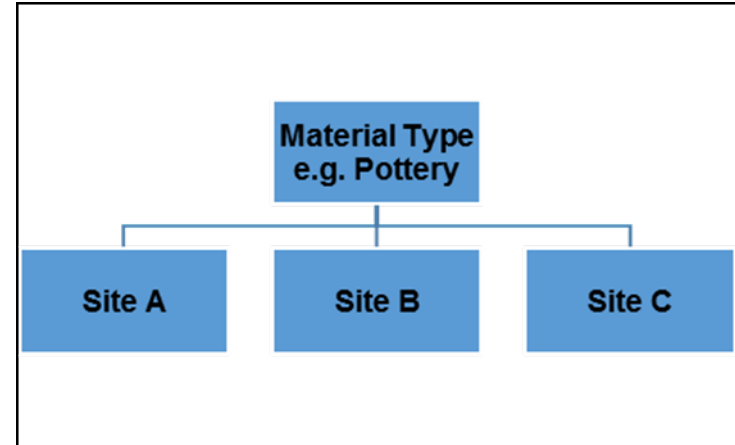 Material Type
e.g. Pottery
Site A
Site B
Site C